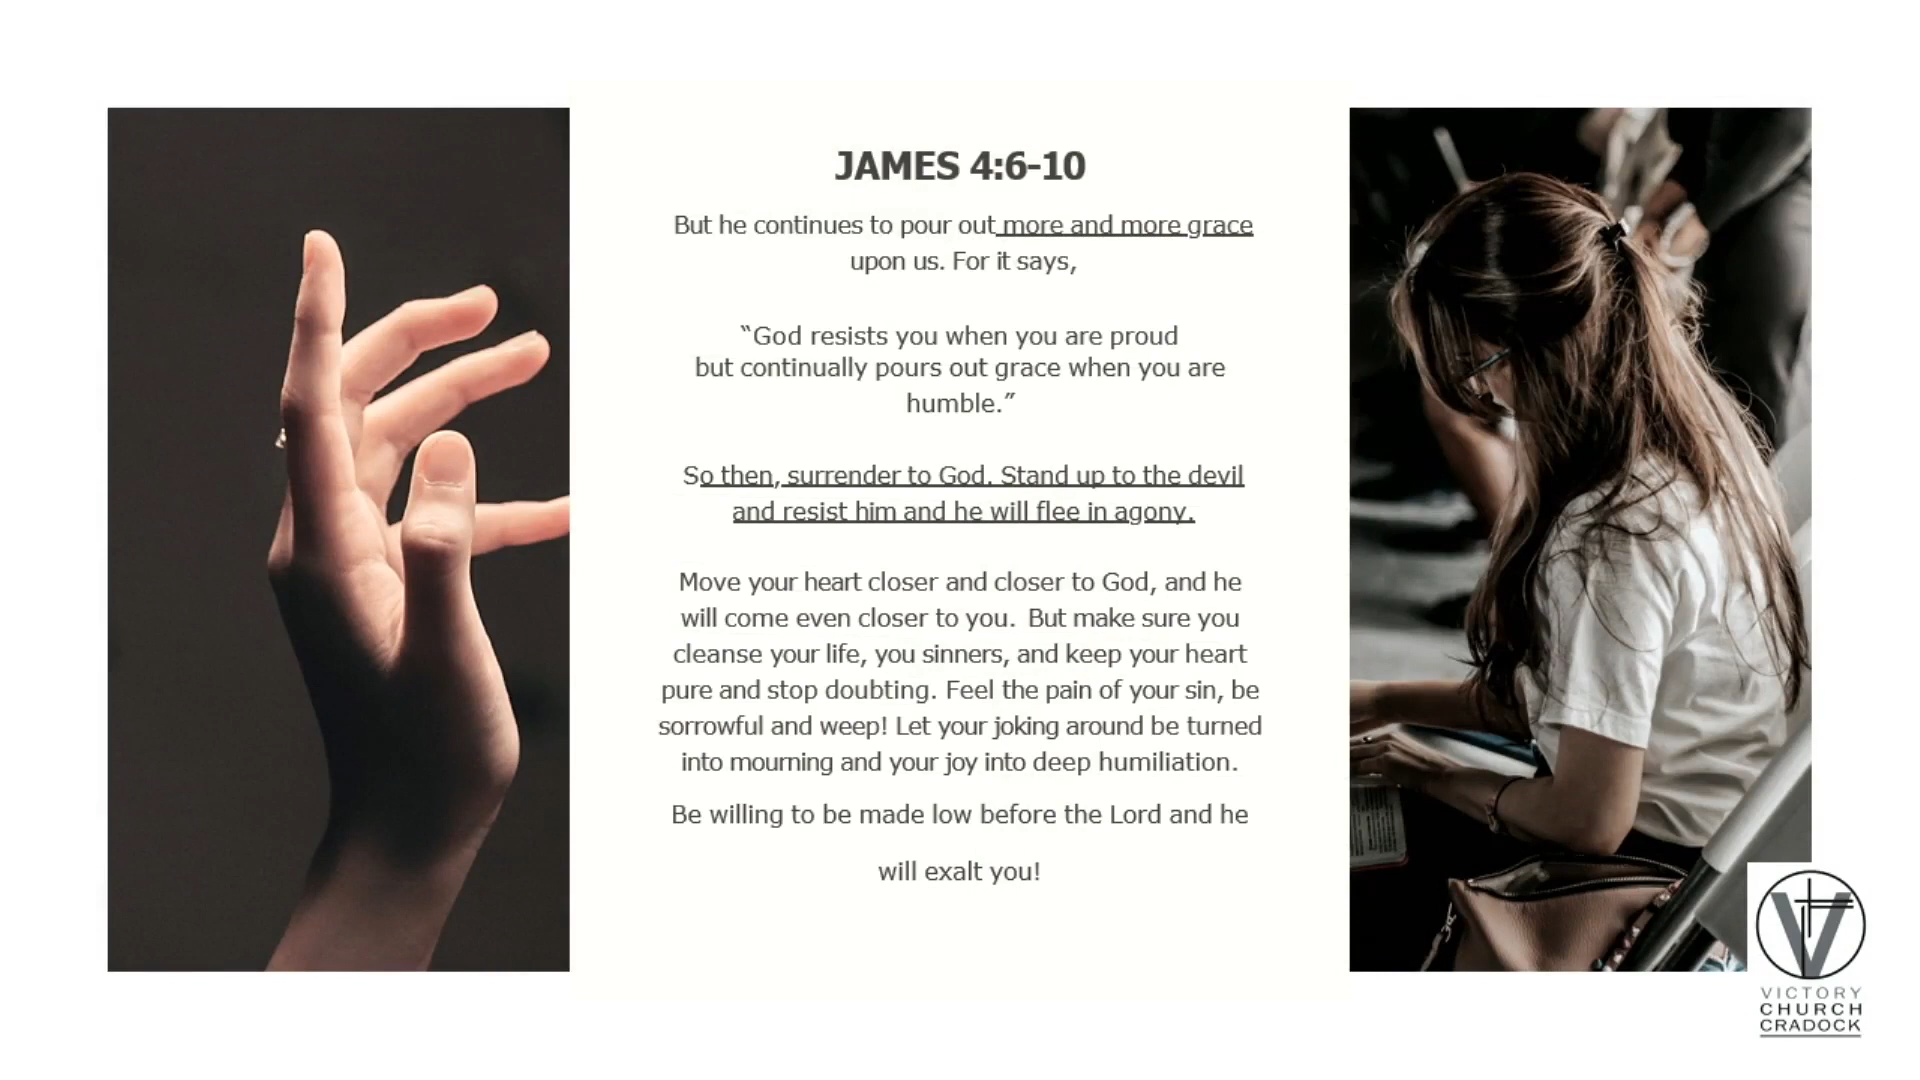 JAMES 4:6-10
But he continues to pour out more and more grace
upon us. For it says,
“God resists you when you are proud
but continually pours out grace when you are
humble.”
So then, surrender to God. Stand up to the devil
and resist him and he will flee in agony.
Move your heart closer and closer to God, and he
will come even closer to you. But make sure you
cleanse your life, you sinners, and keep your heart
pure and stop doubting. Feel the pain of your sin, be
sorrowful and weep! Let your joking around be turned
into mourning and your joy into deep humiliation.
Be willing to be made low before the Lord and he
will exalt you!
VICTORY
CHURCH
CRADOCK